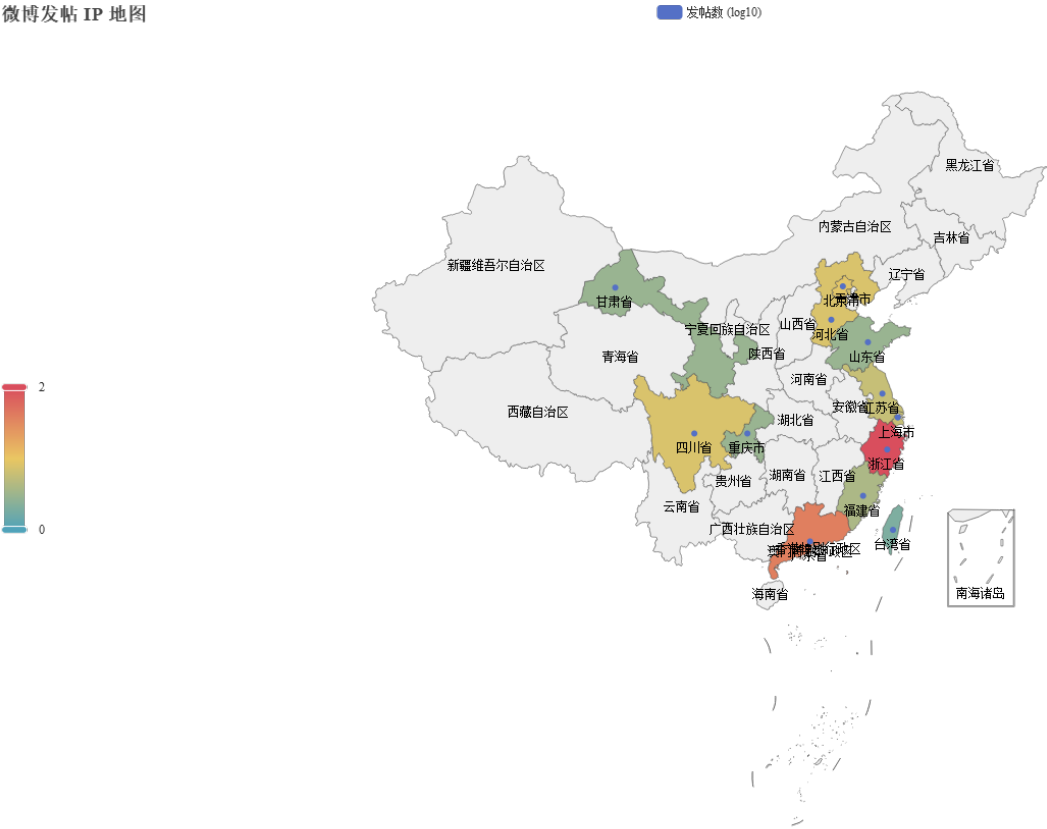 微博发帖 IP 地图
发帖数 (log10)
黑龙江省
内蒙古自治区
吉林省
新疆维吾尔自治区
辽宁省
甘肃省
北京市
天津市
山西省
宁夏回族自治区
河北省
青海省
陕西省
山东省
河南省
2
西藏自治区
安徽省
江苏省
湖北省
上海市
四川省
重庆市
浙江省
湖南省
江西省
贵州省
云南省
福建省
广西壮族自治区
0
台湾省
海南省
南海诸岛